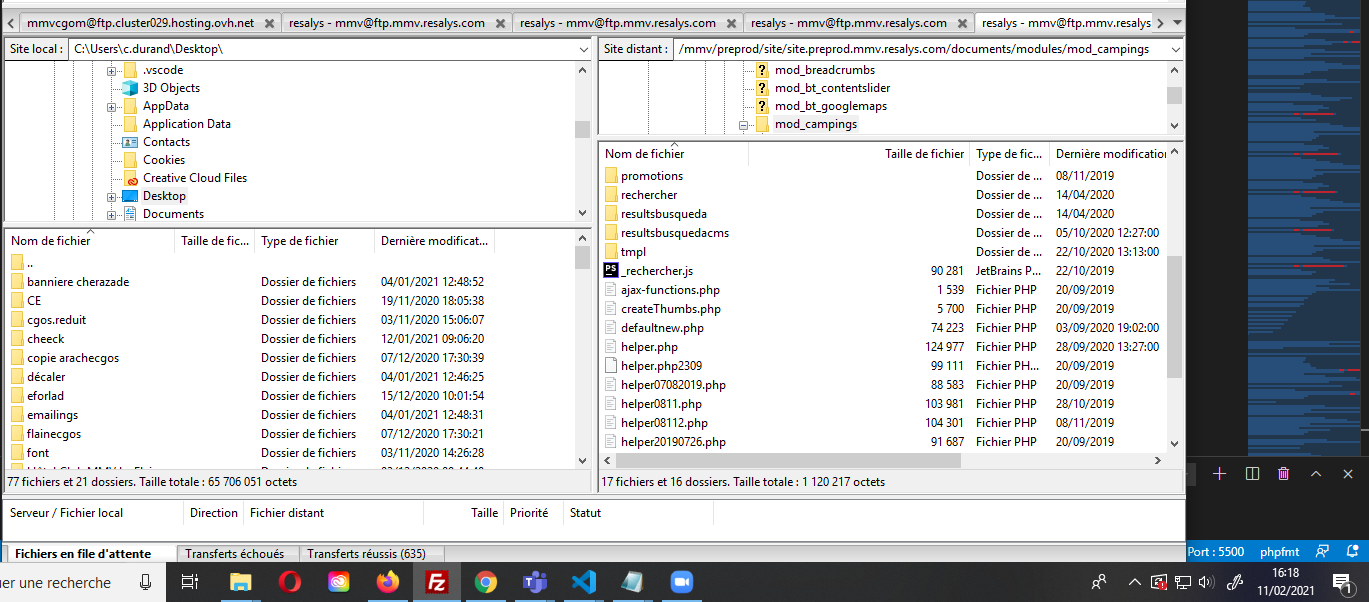 mmvcgom@ftp.cluster029.hosting.ovh.net resalys - mmv@ftp.mmv.resalys.com resalys - mmv@ftp.mmv.resalys.com resalys - mmv@ftp.mmv.resalys.com resalys - mmv@ftp.mmv.resalys
Site local : C:\Users\c.durand\Desktop\
.vscode
3D Objects
AppData
Application Data
Contacts
Cookies
Creative Cloud Files
Desktop
Documents
Nom de fichier Taille de fic... Type de fichier Dernière modificat...
..
banniere cherazade Dossier de fichiers 04/01/2021 12:48:52
CE Dossier de fichiers 19/11/2020 18:05:38
cgos.reduit Dossier de fichiers 03/11/2020 15:06:07
cheeck Dossier de fichiers 12/01/2021 09:06:20
copie arachecgos Dossier de fichiers 07/12/2020 17:30:39
décaler Dossier de fichiers 04/01/2021 12:46:25
eforlad Dossier de fichiers 15/12/2020 10:01:54
emailings Dossier de fichiers 04/01/2021 12:48:31
flainecgos Dossier de fichiers 07/12/2020 17:30:21
font Dossier de fichiers 03/11/2020 14:26:28
77 fichiers et 21 dossiers. Taille totale : 65 706 051 octets
Site distant : /mmv/preprod/site/site.preprod.mmv.resalys.com/documents/modules/mod_campings
mod_breadcrumbs
mod_bt_contentslider
mod_bt_googlemaps
mod_campings
Nom de fichier Taille de fichier Type de fic... Dernière modification
promotions Dossier de ... 08/11/2019
rechercher Dossier de ... 14/04/2020
resultsbusqueda Dossier de ... 14/04/2020
resultsbusquedacms Dossier de ... 05/10/2020 12:27:00
tmpl Dossier de ... 22/10/2020 13:13:00
PS _rechercher.js 90 281 JetBrains P... 22/10/2019
ajax-functions.php 1 539 Fichier PHP 20/09/2019
createThumbs.php 5 700 Fichier PHP 20/09/2019
defaultnew.php 74 223 Fichier PHP 03/09/2020 19:02:00
helper.php 124 977 Fichier PHP 28/09/2020 13:27:00
helper.php2309 99 111 Fichier PH... 20/09/2019
helper07082019.php 88 583 Fichier PHP 20/09/2019
helper0811.php 103 981 Fichier PHP 28/10/2019
helper08112.php 104 301 Fichier PHP 08/11/2019
helper20190726.php 91 687 Fichier PHP 20/09/2019
17 fichiers et 16 dossiers. Taille totale : 1 120 217 octets
Serveur / Fichier local Direction Fichier distant Taille Priorité Statut
Fichiers en file d'attente Transferts échoués Transferts réussis (635)
Port : 5500 phpfmt
une recherche
16:18
11/02/2021
1